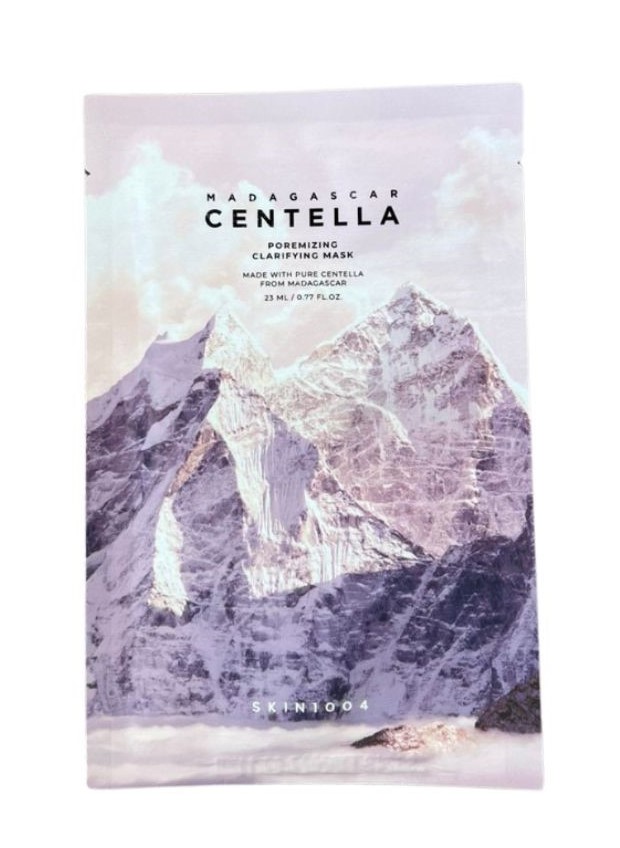 MADAGASCAR
CENTELLA
POREMIZING
CLARIFYING MASK
MADE WITH PURE CENTELLA
FROM MADAGASCAR
23 ML / 0.77 FL.OZ.
SKIN1004